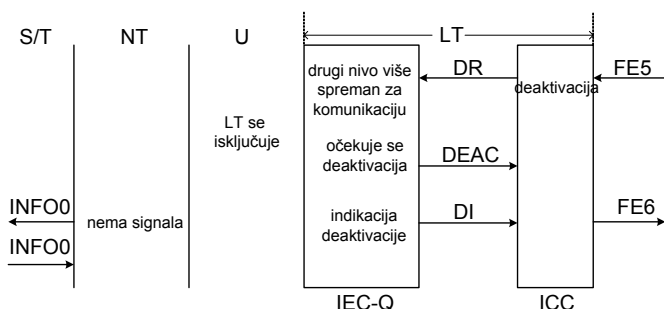 S/T NT U LT
drugi nivo više
spreman za
komunikaciju
DR
deaktivacija
FE5
LT se
isključuje
očekuje se
deaktivacija
DEAC
INFO0
nema signala
indikacija
deaktivacije
DI
FE6
INFO0
IEC-Q ICC